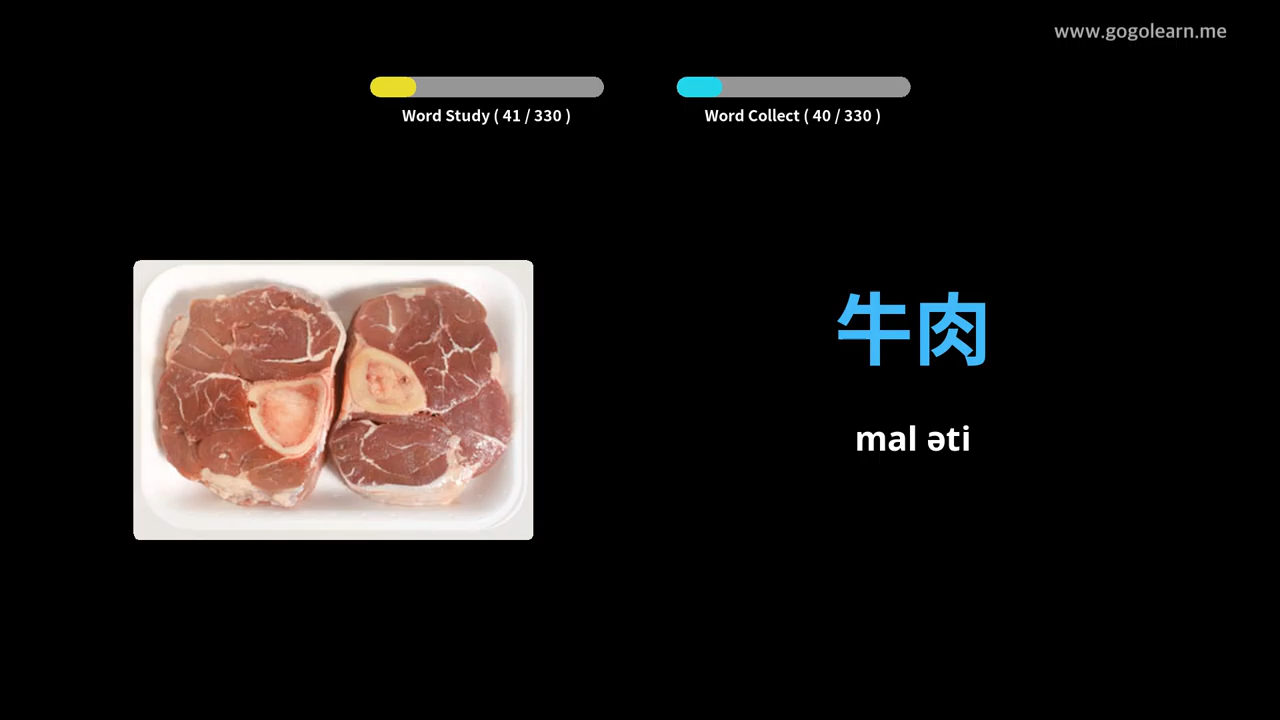 www.gogolearn.me
Word Study ( 41 / 330 )
Word Collect ( 40 / 330 )
牛肉
mal əti